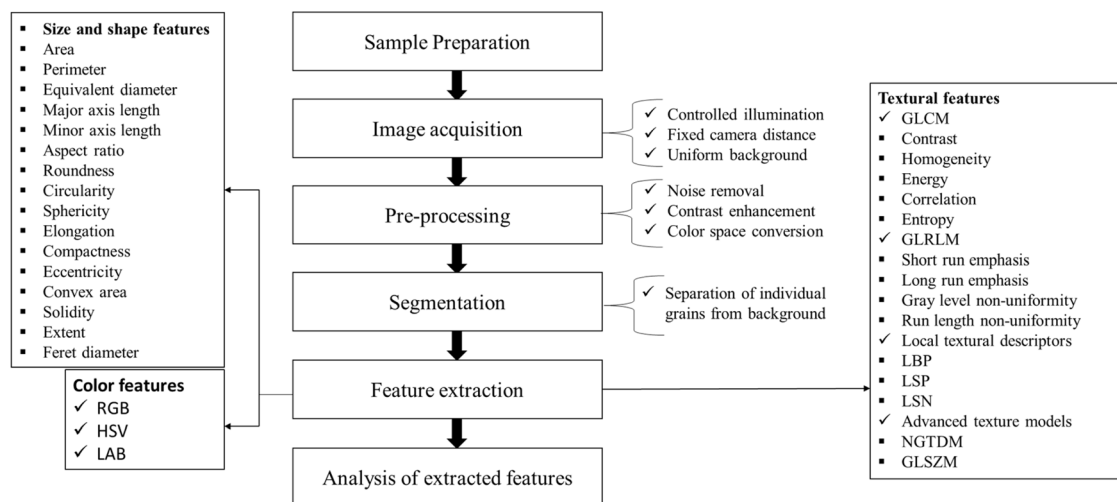 Size and shape features
Area
Perimeter
Equivalent diameter
Major axis length
Minor axis length
Aspect ratio
Roundness
Circularity
Sphericity
Elongation
Compactness
Eccentricity
Convex area
Solidity
Extent
Feret diameter
Color features
RGB
HSV
LAB
Sample Preparation
Image acquisition
Controlled illumination
Fixed camera distance
Uniform background
Pre-processing
Noise removal
Contrast enhancement
Color space conversion
Segmentation
Separation of individual
grains from background
Feature extraction
Analysis of extracted features
Textural features
GLCM
Contrast
Homogeneity
Energy
Correlation
Entropy
GLRLM
Short run emphasis
Long run emphasis
Gray level non-uniformity
Run length non-uniformity
Local textural descriptors
LBP
LSP
LSN
Advanced texture models
NGTDM
GLSZM